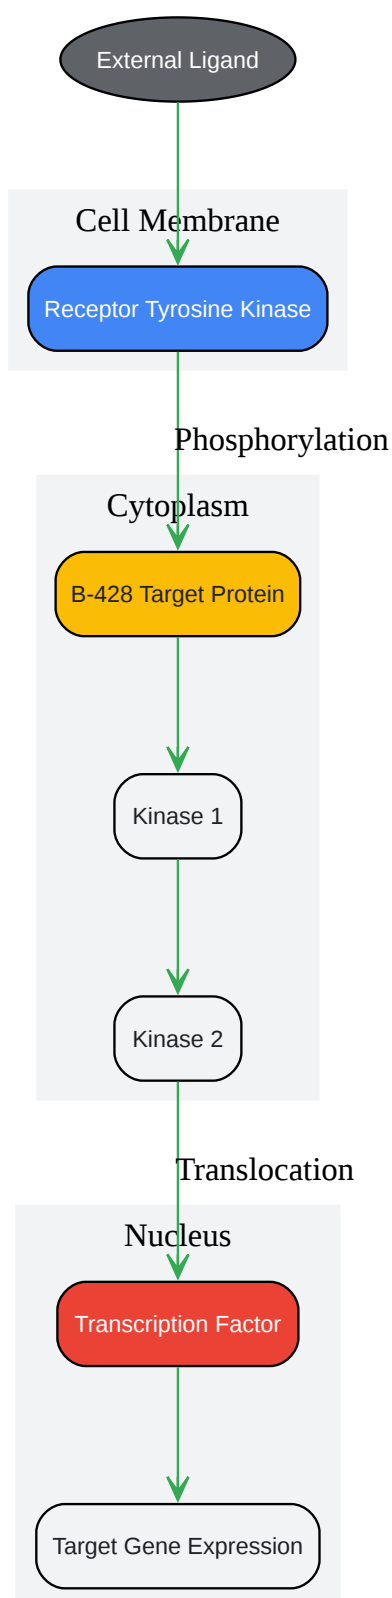 External Ligand
Cell Membrane
Receptor Tyrosine Kinase
Phosphorylation
Cytoplasm
B-428 Target Protein
Kinase 1
Kinase 2
Translocation
Nucleus
Transcription Factor
Target Gene Expression